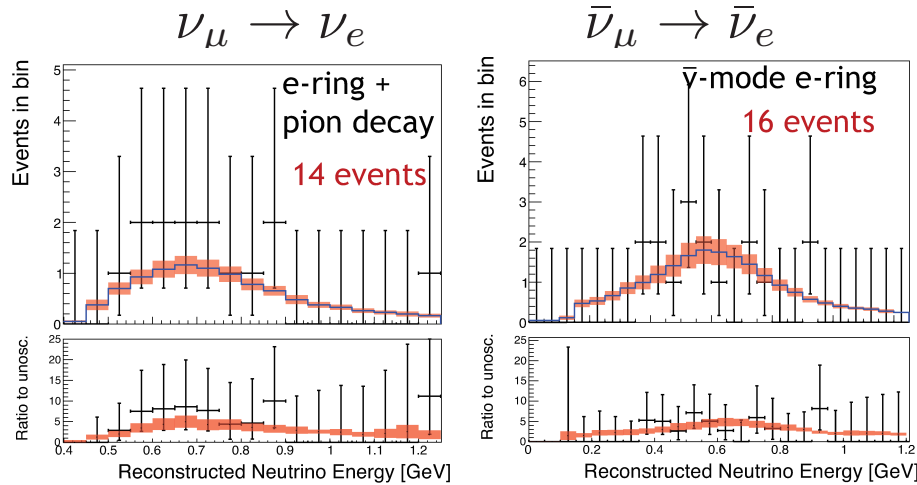 ν_μ → ν_e
Events in bin
5
4
3
2
1
0
e-ring +
pion decay
14 events
Ratio to unosc.
25
20
15
10
5
0
0.4 0.5 0.6 0.7 0.8 0.9 1 1.1 1.2
Reconstructed Neutrino Energy [GeV]
ν̄_μ → ν̄_e
Events in bin
6
5
4
3
2
1
0
ν̄-mode e-ring
16 events
Ratio to unosc.
25
20
15
10
5
0
0 0.2 0.4 0.6 0.8 1 1.2
Reconstructed Neutrino Energy [GeV]